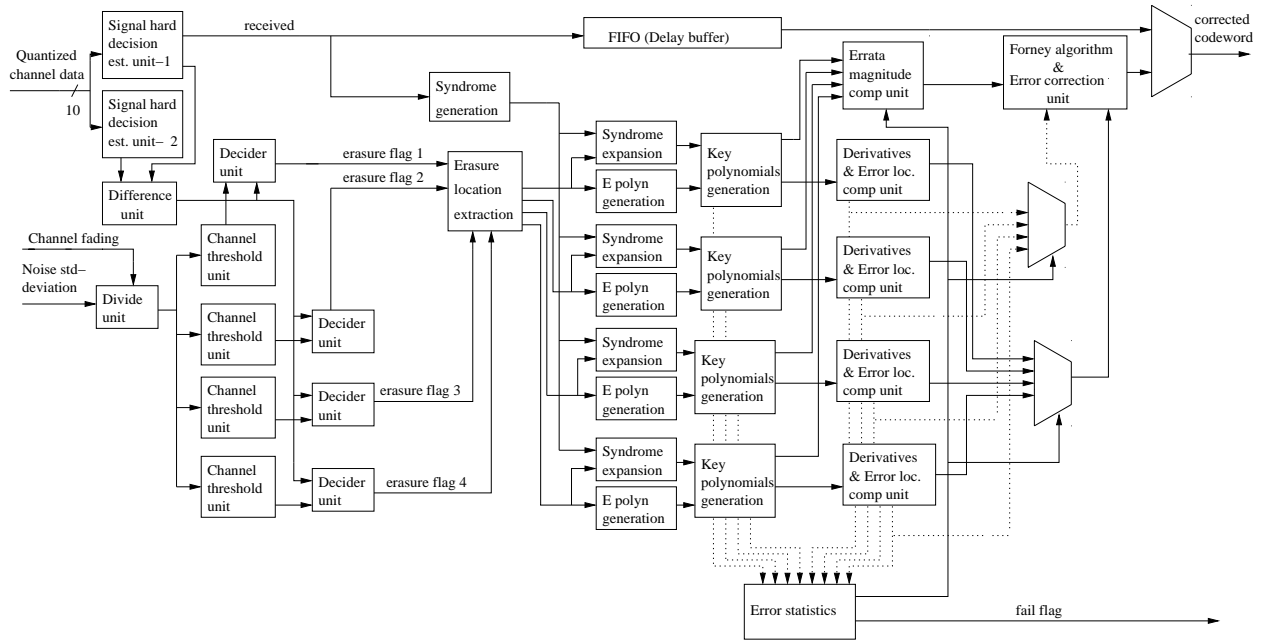 Signal hard
decision
est. unit–1
received
FIFO (Delay buffer)
corrected
codeword
Quantized
channel data
10
Signal hard
decision
est. unit– 2
Syndrome
generation
Errata
magnitude
comp unit
Forney algorithm
&
Error correction
unit
Decider
unit
erasure flag 1
erasure flag 2
Erasure
location
extraction
Difference
unit
Syndrome
expansion
E polyn
generation
Key
polynomials
generation
Derivatives
& Error loc.
comp unit
Channel fading
Noise std–
deviation
Divide
unit
Channel
threshold
unit
Syndrome
expansion
E polyn
generation
Key
polynomials
generation
Derivatives
& Error loc.
comp unit
Channel
threshold
unit
Decider
unit
Syndrome
expansion
E polyn
generation
Key
polynomials
generation
Derivatives
& Error loc.
comp unit
Channel
threshold
unit
Decider
unit
erasure flag 3
Channel
threshold
unit
Decider
unit
erasure flag 4
Syndrome
expansion
E polyn
generation
Key
polynomials
generation
Derivatives
& Error loc.
comp unit
Error statistics
fail flag